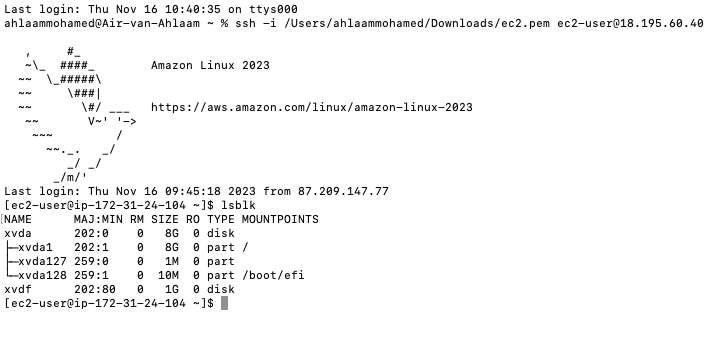 Last login: Thu Nov 16 10:40:35 on ttys000
ahlaammohamed@Air-van-Ahlaam ~ % ssh -i /Users/ahlaammohamed/Downloads/ec2.pem ec2-user@18.195.60.40
   ,     #_
   ~\_  ####_        Amazon Linux 2023
  ~~  \_#####\
  ~~     \###|
  ~~       \#/ ___   https://aws.amazon.com/linux/amazon-linux-2023
   ~~       V~' '->
    ~~~         /
      ~~._.   _/
         _/ _/
       _/m/'
Last login: Thu Nov 16 09:45:18 2023 from 87.209.147.77
[ec2-user@ip-172-31-24-104 ~]$ lsblk
NAME      MAJ:MIN RM SIZE RO TYPE MOUNTPOINTS
xvda      202:0    0   8G  0 disk
├─xvda1   202:1    0   8G  0 part /
├─xvda127 259:0    0   1M  0 part
└─xvda128 259:1    0  10M  0 part /boot/efi
xvdf      202:80   0   1G  0 disk
[ec2-user@ip-172-31-24-104 ~]$